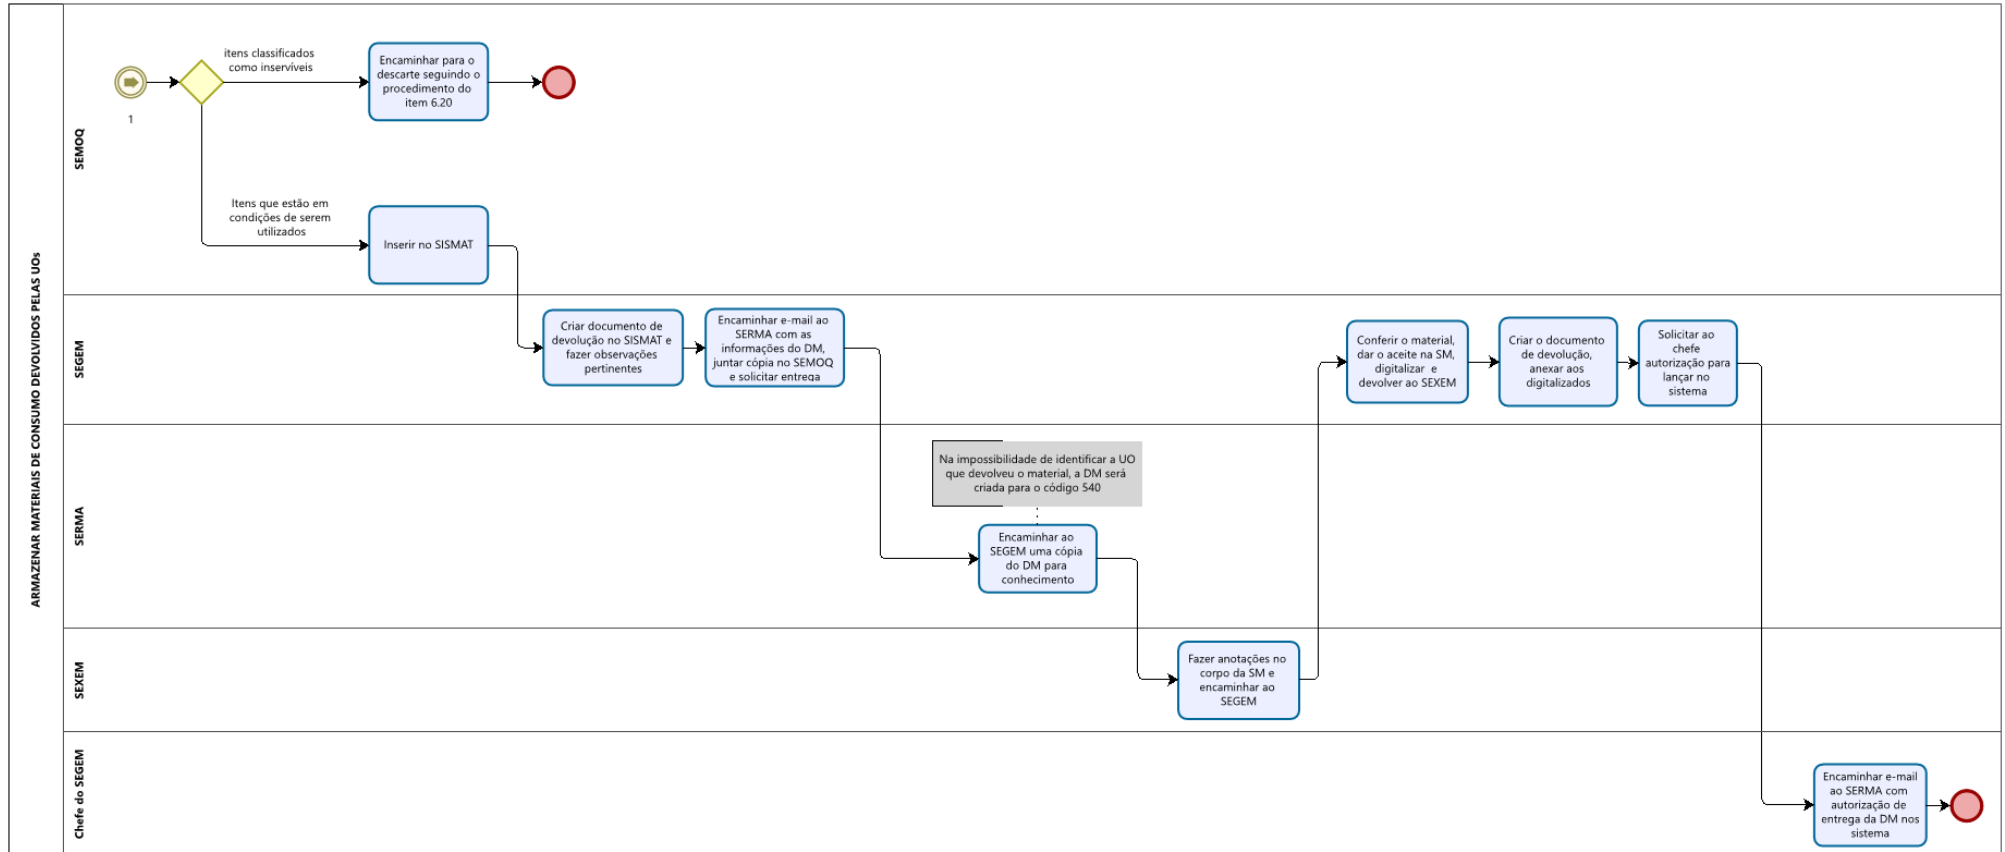 ARMAZENAR MATERIAIS DE CONSUMO DEVOLVIDOS PELAS UOs
SEMOQ
1
itens classificados
como inservíveis
Encaminhar para o
descarte seguindo o
procedimento do
item 6.20
Itens que estão em
condições de serem
utilizados
Inserir no SISMAT
SEGEM
Criar documento de
devolução no SISMAT e
fazer observações
pertinentes
Encaminhar e-mail ao
SERMA com as
informações do DM,
juntar cópia no SEMOQ
e solicitar entrega
Conferir o material,
dar o aceite na SM,
digitalizar e
devolver ao SEXEM
Criar o documento
de devolução,
anexar aos
digitalizados
Solicitar ao
chefe
autorização para
lançar no
sistema
SERMA
Na impossibilidade de identificar a UO
que devolveu o material, a DM será
criada para o código 540
Encaminhar ao
SEGEM uma cópia
do DM para
conhecimento
SEXEM
Fazer anotações no
corpo da SM e
encaminhar ao
SEGEM
Chefe do SEGEM
Encaminhar e-mail
ao SERMA com
autorização de
entrega da DM nos
sistema